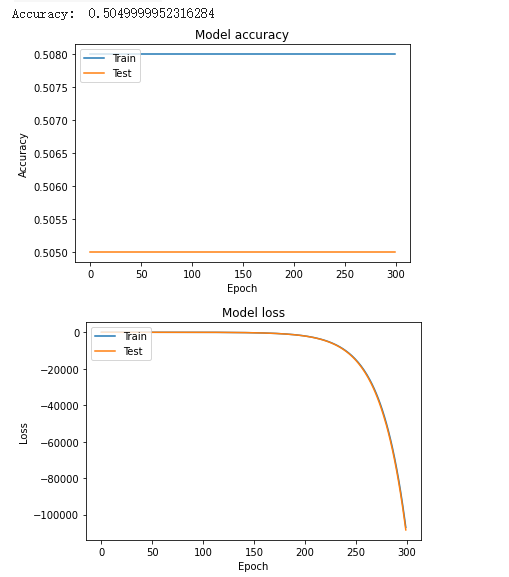 Accuracy: 0.5049999952316284
Model accuracy
0.5080
0.5075
0.5070
0.5065
0.5060
0.5055
0.5050
Accuracy
Train
Test
0 50 100 150 200 250 300
Epoch
Model loss
0
−20000
−40000
−60000
−80000
−100000
Loss
Train
Test
0 50 100 150 200 250 300
Epoch